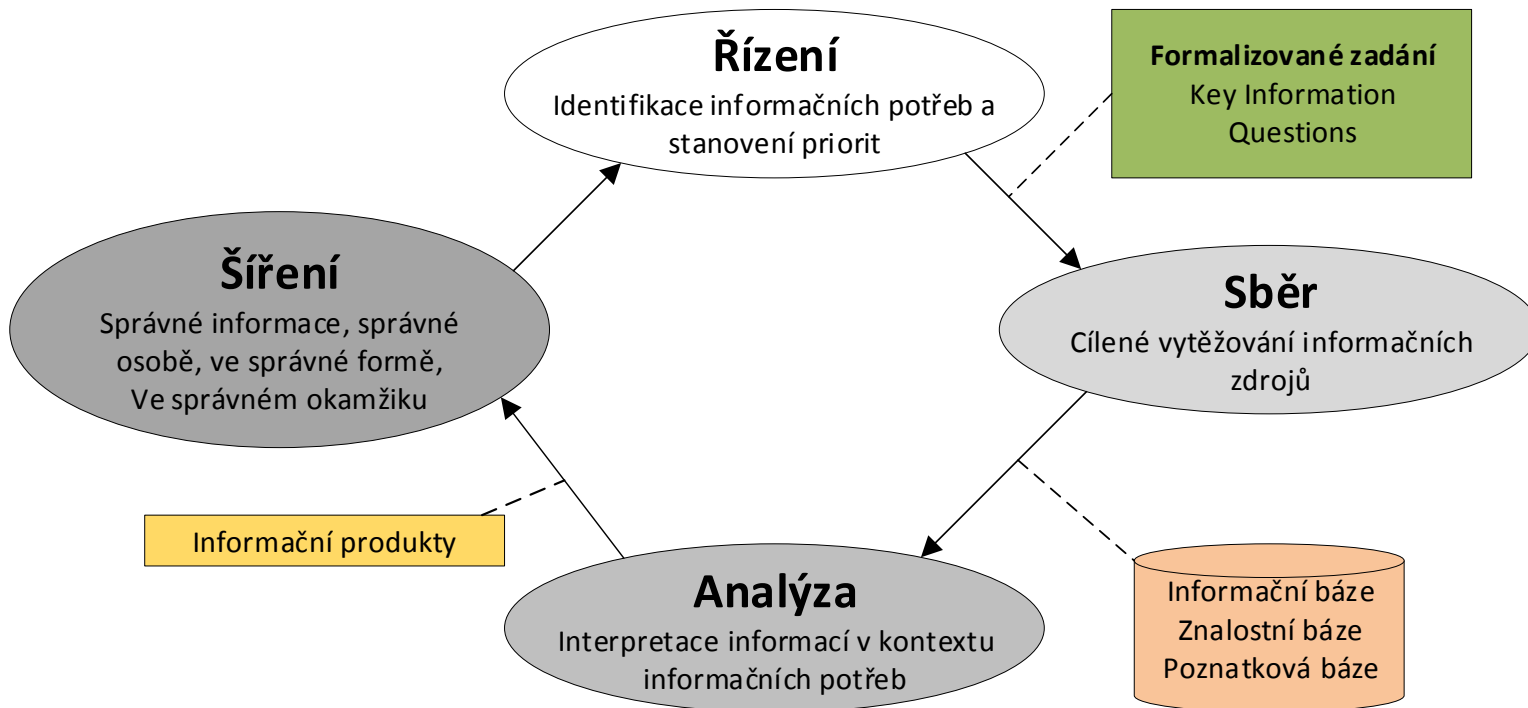 Řízení
Identifikace informačních potřeb a
stanovení priorit
Formalizované zadání
Key Information
Questions
Šíření
Správné informace, správné
osobě, ve správné formě,
Ve správném okamžiku
Sběr
Cílené vytěžování informačních
zdrojů
Informační produkty
Analýza
Interpretace informací v kontextu
informačních potřeb
Informační báze
Znalostní báze
Poznatková báze